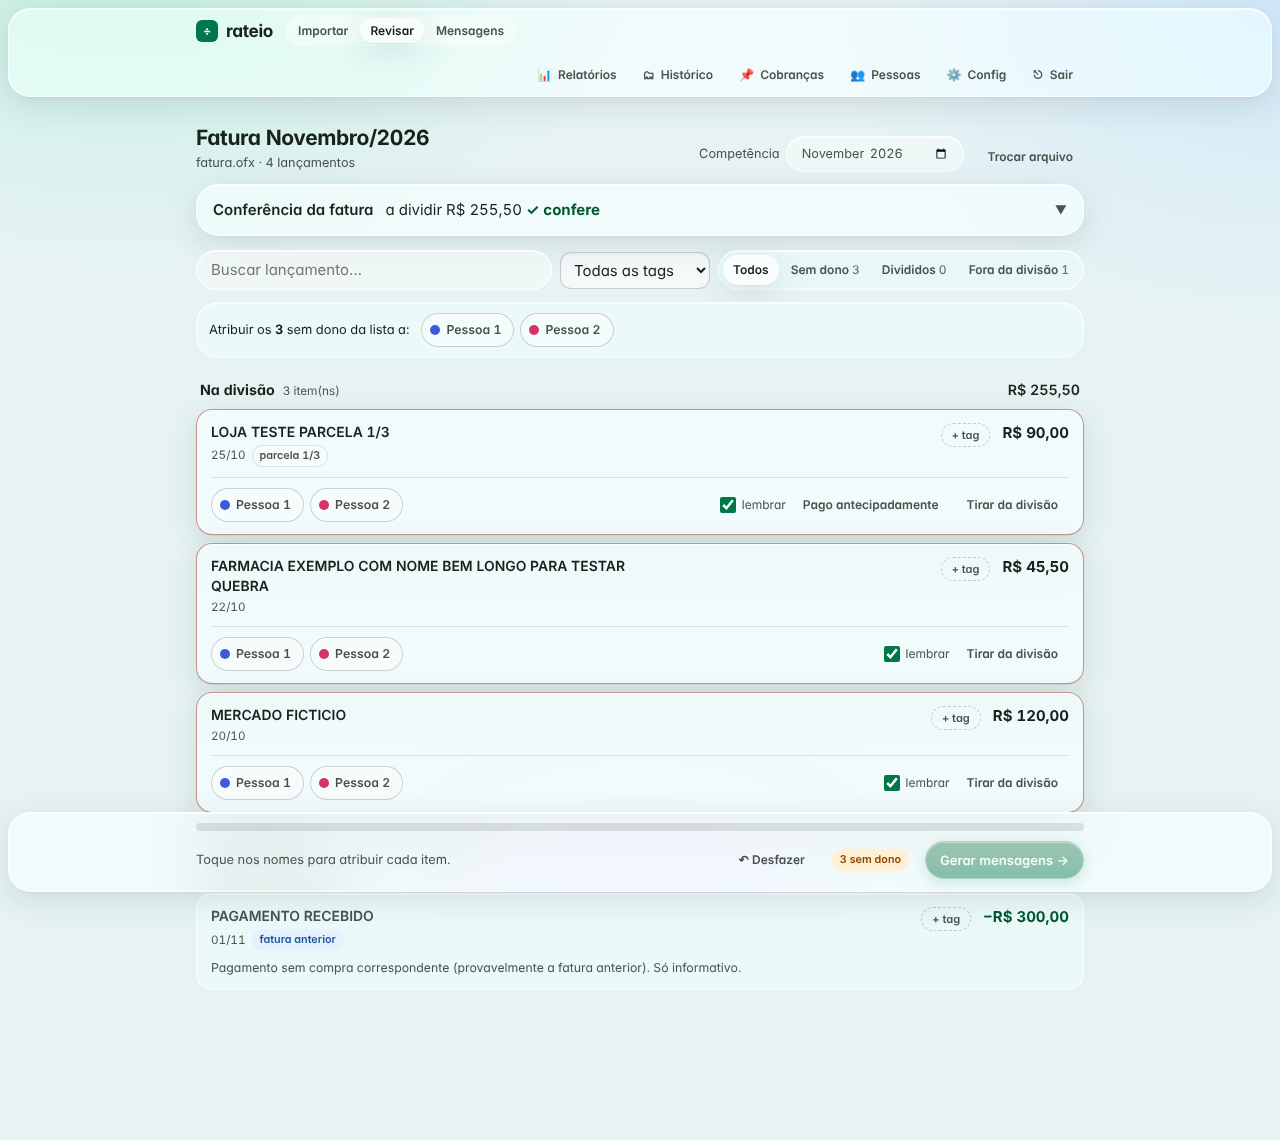 ÷ rateio Importar Revisar Mensagens
📊 Relatórios 🗂 Histórico 📌 Cobranças 👥 Pessoas ⚙️ Config ⎋ Sair
Fatura Novembro/2026
fatura.ofx · 4 lançamentos
Competência November 2026 Trocar arquivo
Conferência da fatura a dividir R$ 255,50 ✓ confere ▼
Buscar lançamento... Todas as tags Todos Sem dono 3 Divididos 0 Fora da divisão 1
Atribuir os 3 sem dono da lista a: Pessoa 1 Pessoa 2
Na divisão 3 item(ns) R$ 255,50
LOJA TESTE PARCELA 1/3 + tag R$ 90,00
25/10 parcela 1/3
Pessoa 1 Pessoa 2 lembrar Pago antecipadamente Tirar da divisão
FARMACIA EXEMPLO COM NOME BEM LONGO PARA TESTAR + tag R$ 45,50
QUEBRA
22/10
Pessoa 1 Pessoa 2 lembrar Tirar da divisão
MERCADO FICTICIO + tag R$ 120,00
20/10
Pessoa 1 Pessoa 2 lembrar Tirar da divisão
Toque nos nomes para atribuir cada item. ↶ Desfazer 3 sem dono Gerar mensagens →
PAGAMENTO RECEBIDO + tag −R$ 300,00
01/11 fatura anterior
Pagamento sem compra correspondente (provavelmente a fatura anterior). Só informativo.